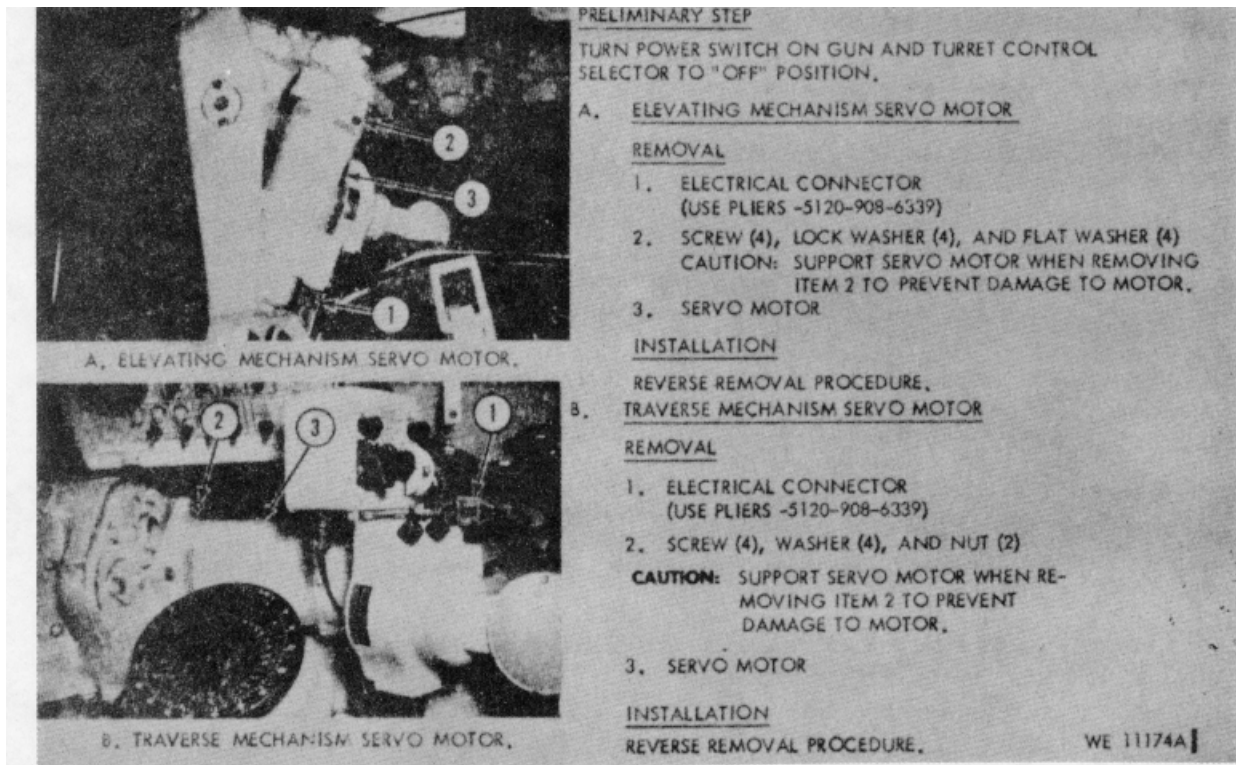 PRELIMINARY STEP
TURN POWER SWITCH ON GUN AND TURRET CONTROL
SELECTOR TO "OFF" POSITION.
A. ELEVATING MECHANISM SERVO MOTOR
REMOVAL
1. ELECTRICAL CONNECTOR
(USE PLIERS -5120-908-6339)
2. SCREW (4), LOCK WASHER (4), AND FLAT WASHER (4)
CAUTION: SUPPORT SERVO MOTOR WHEN REMOVING
ITEM 2 TO PREVENT DAMAGE TO MOTOR.
3. SERVO MOTOR
INSTALLATION
REVERSE REMOVAL PROCEDURE.
2
3
1
A. ELEVATING MECHANISM SERVO MOTOR.
B. TRAVERSE MECHANISM SERVO MOTOR
REMOVAL
1. ELECTRICAL CONNECTOR
(USE PLIERS -5120-908-6339)
2. SCREW (4), WASHER (4), AND NUT (2)
CAUTION: SUPPORT SERVO MOTOR WHEN RE-
MOVING ITEM 2 TO PREVENT
DAMAGE TO MOTOR.
3. SERVO MOTOR
INSTALLATION
REVERSE REMOVAL PROCEDURE.
2
3
1
B. TRAVERSE MECHANISM SERVO MOTOR.
WE 11174A